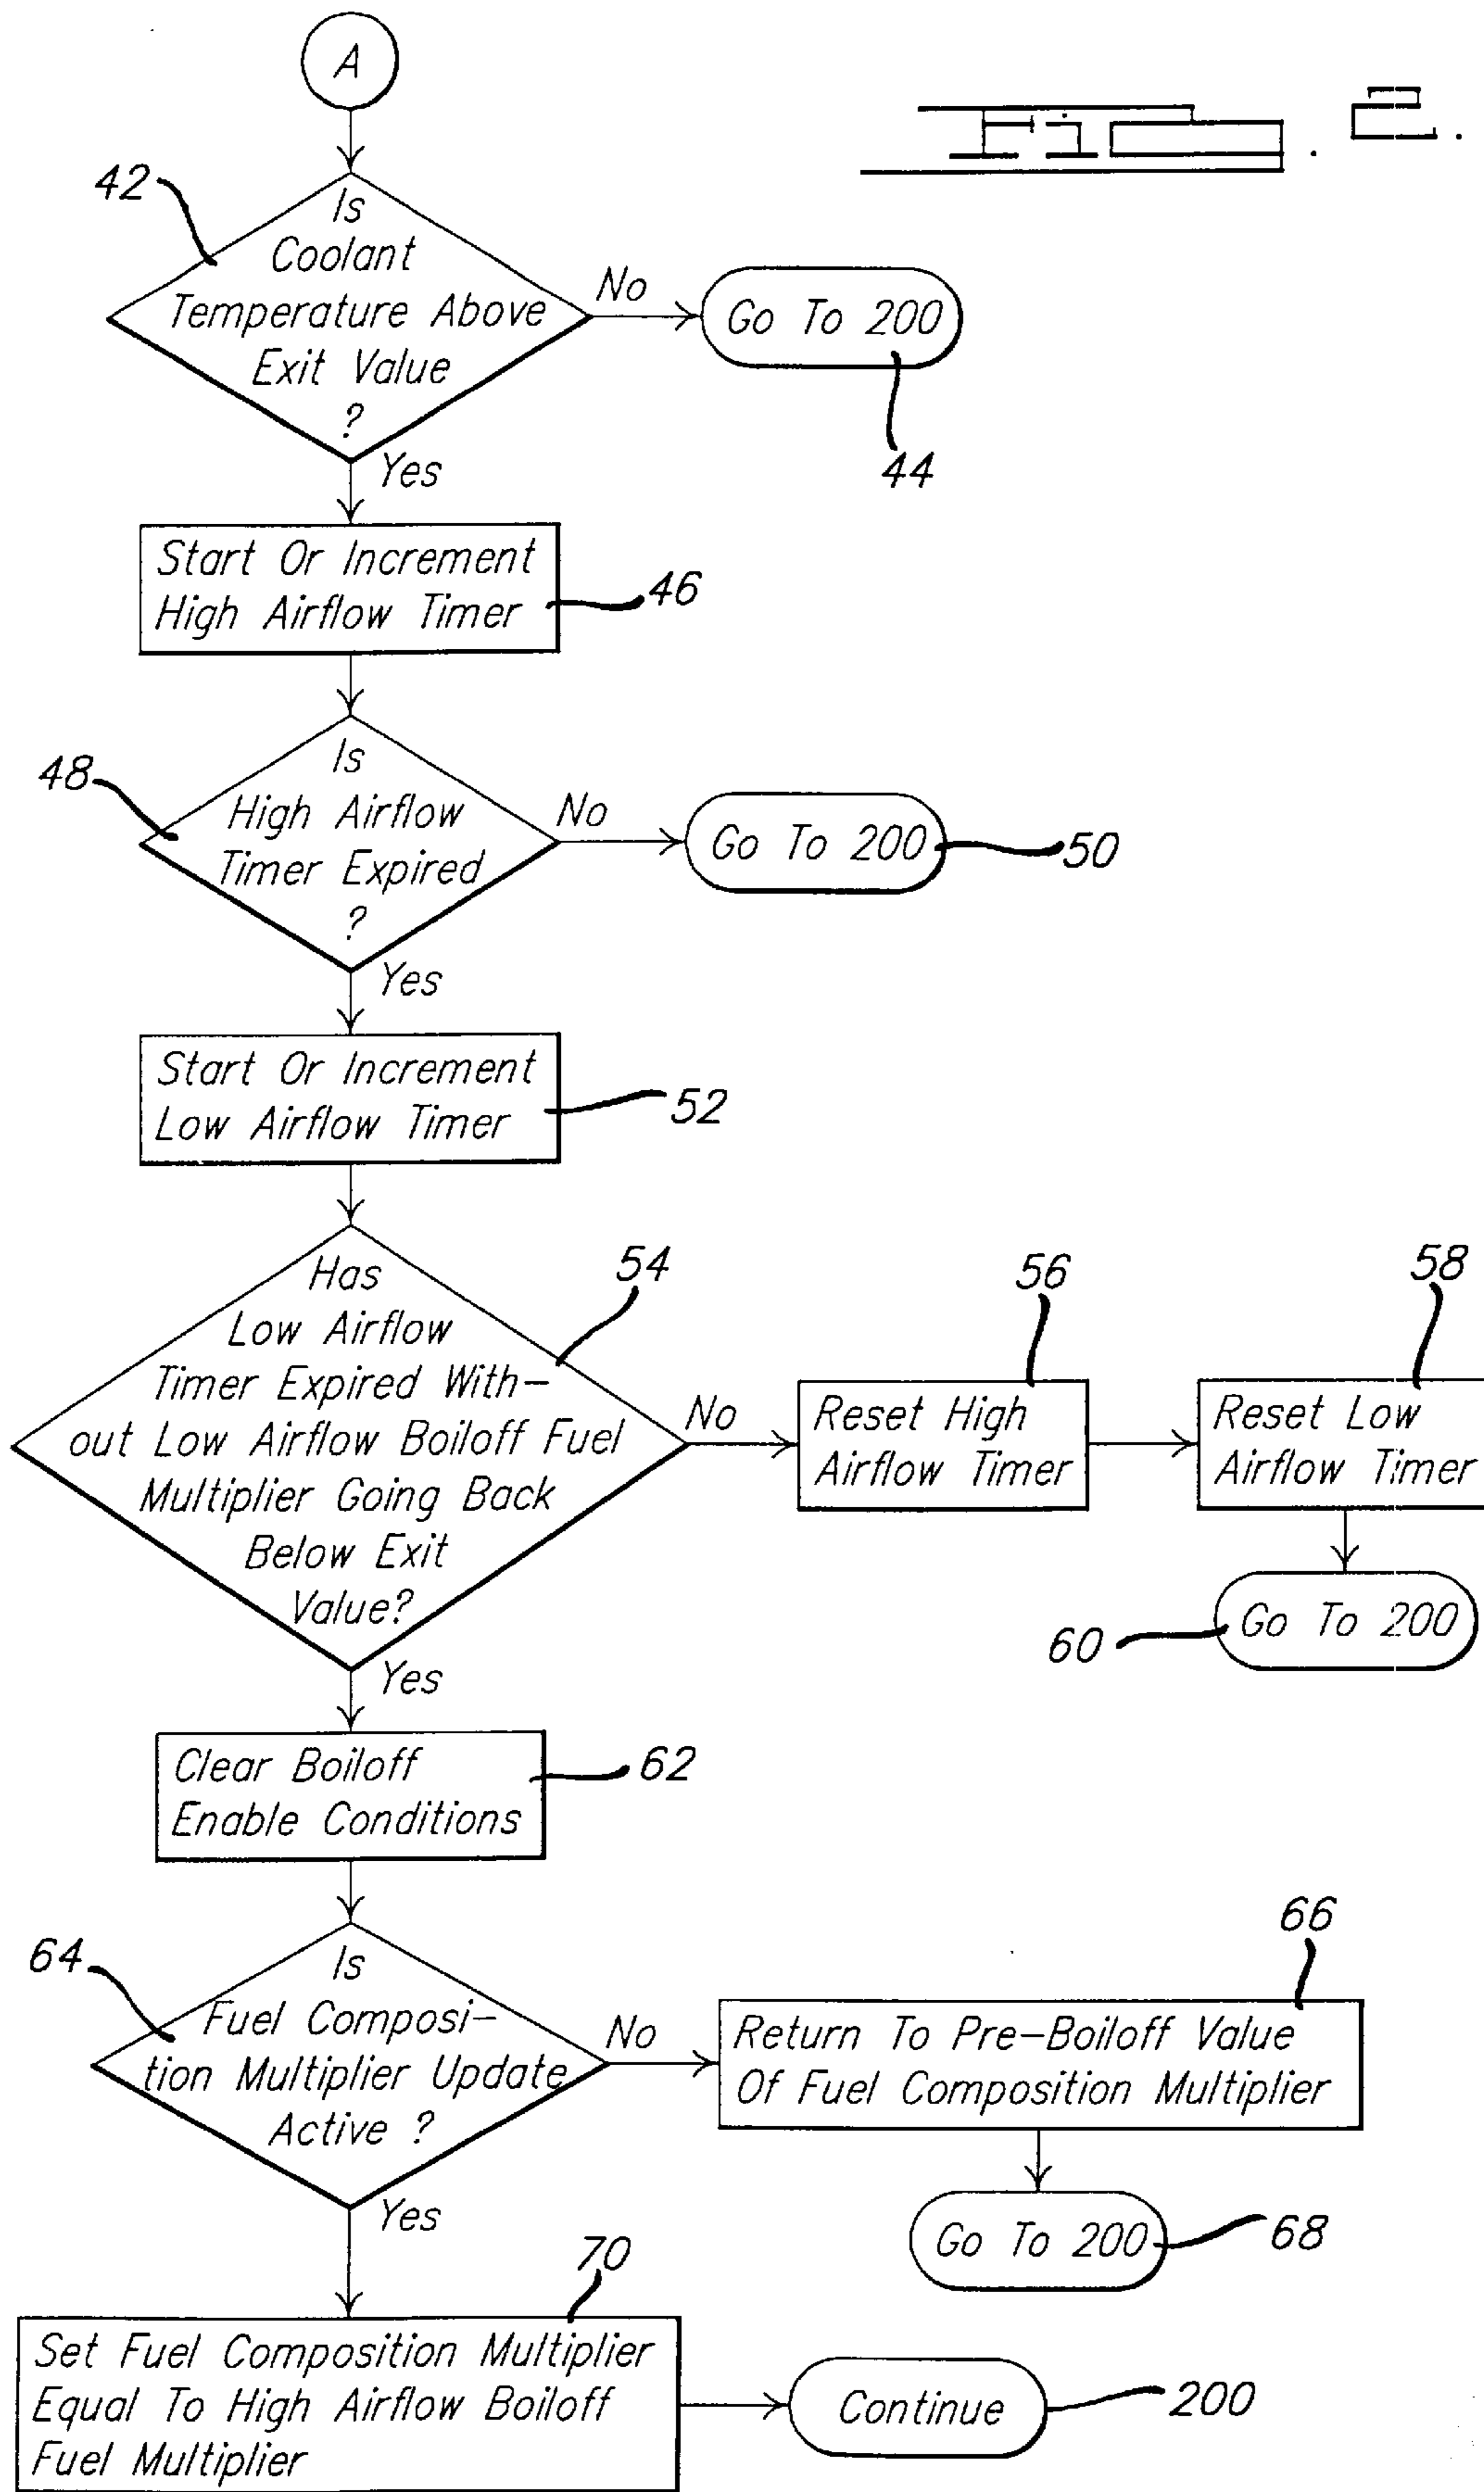 A
FIG. 2.
42
Is
Coolant
Temperature Above
Exit Value
?
No
Go To 200
44
Yes
Start Or Increment
High Airflow Timer
46
48
Is
High Airflow
Timer Expired
?
No
Go To 200
50
Yes
Start Or Increment
Low Airflow Timer
52
54
Has
Low Airflow
Timer Expired With-
out Low Airflow Boiloff Fuel
Multiplier Going Back
Below Exit
Value?
No
56
Reset High
Airflow Timer
58
Reset Low
Airflow Timer
60
Go To 200
Yes
Clear Boiloff
Enable Conditions
62
64
Is
Fuel Composi-
tion Multiplier Update
Active ?
No
66
Return To Pre-Boiloff Value
Of Fuel Composition Multiplier
Go To 200
68
Yes
70
Set Fuel Composition Multiplier
Equal To High Airflow Boiloff
Fuel Multiplier
Continue
200